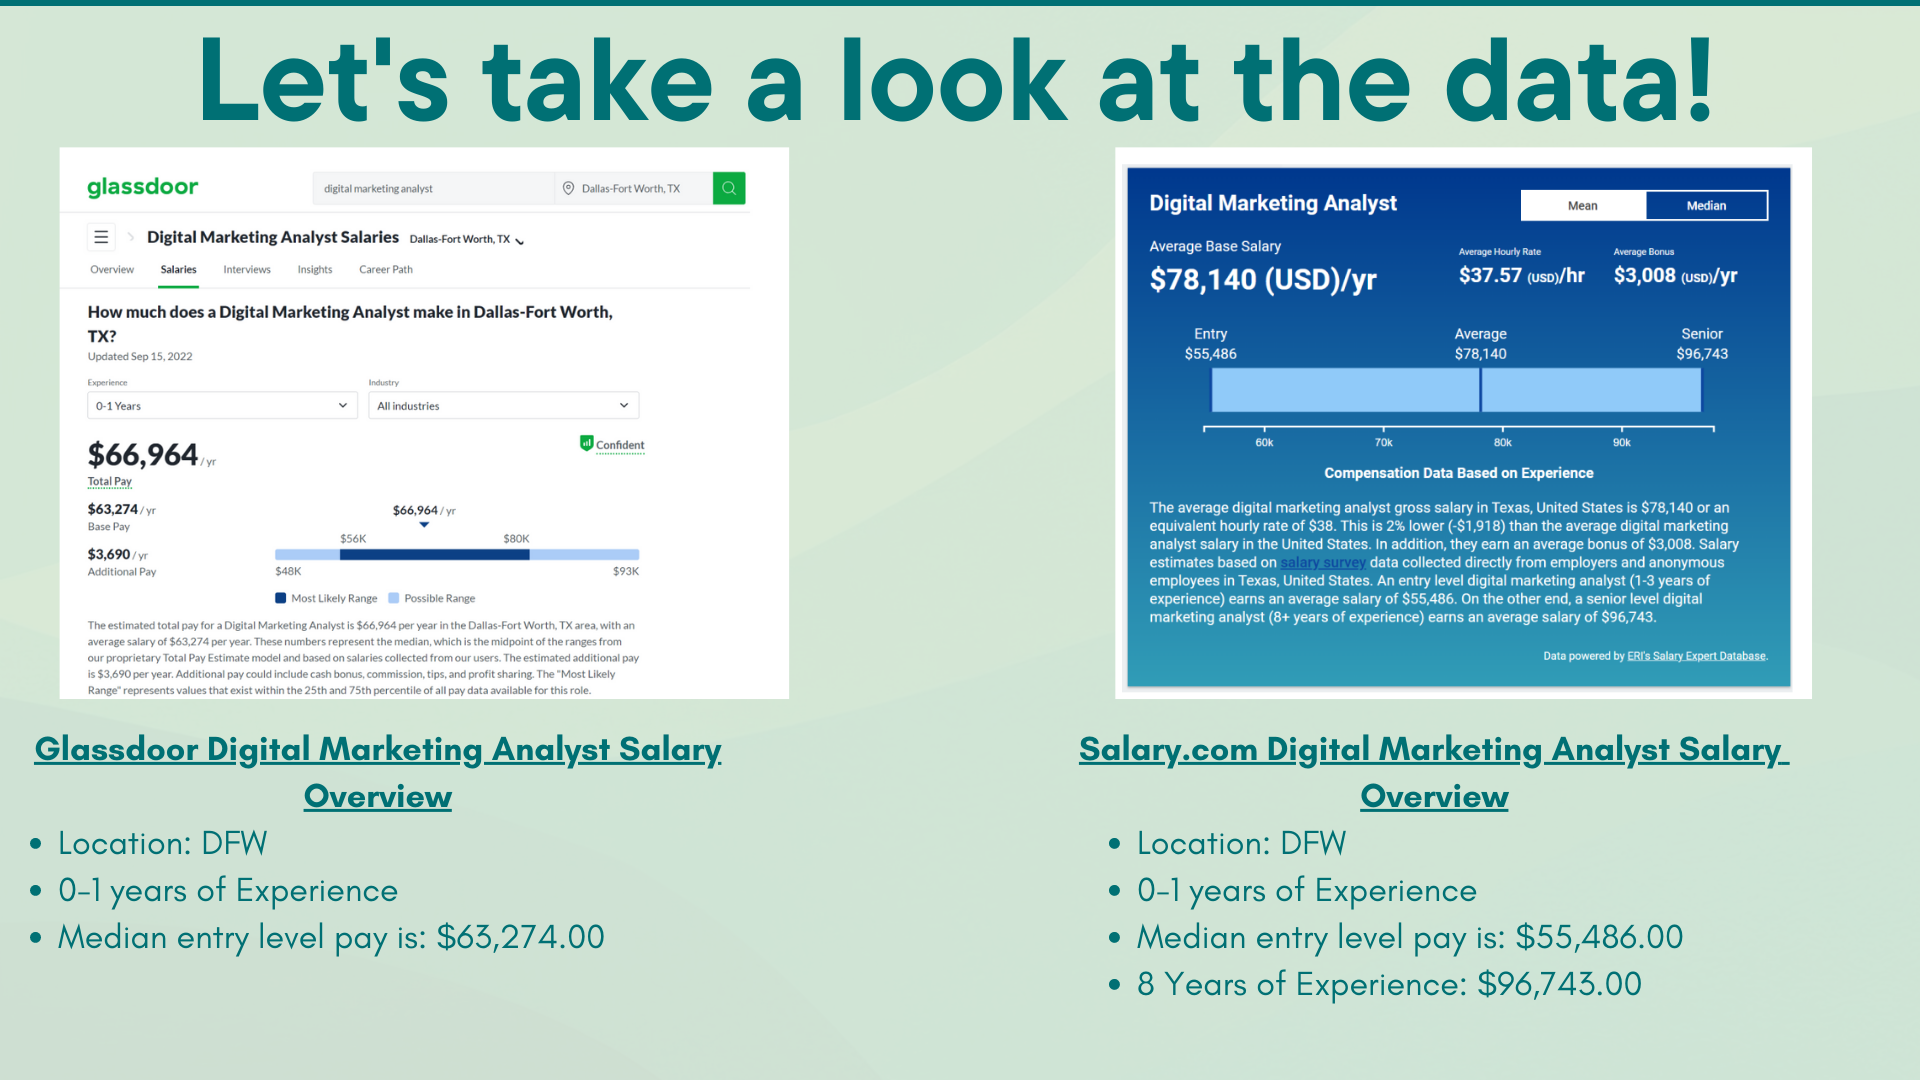 Let's take a look at the data!
glassdoor
digital marketing analyst
Dallas-Fort Worth, TX
Digital Marketing Analyst Salaries Dallas-Fort Worth, TX
Overview Salaries Interviews Insights Career Path
How much does a Digital Marketing Analyst make in Dallas-Fort Worth,
TX?
Updated Sep 15, 2022
Experience Industry
0-1 Years All industries
$66,964 / yr
Confident
Total Pay
$63,274 / yr
Base Pay
$3,690 / yr
Additional Pay
$66,964 / yr
$56K $80K
$48K $93K
Most Likely Range Possible Range
The estimated total pay for a Digital Marketing Analyst is $66,964 per year in the Dallas-Fort Worth, TX area, with an
average salary of $63,274 per year. These numbers represent the median, which is the midpoint of the ranges from
our proprietary Total Pay Estimate model and based on salaries collected from our users. The estimated additional pay
is $3,690 per year. Additional pay could include cash bonus, commission, tips, and profit sharing. The "Most Likely
Range" represents values that exist within the 25th and 75th percentile of all pay data available for this role.
Glassdoor Digital Marketing Analyst Salary
Overview
Location: DFW
0-1 years of Experience
Median entry level pay is: $63,274.00
Digital Marketing Analyst
Mean Median
Average Base Salary
$78,140 (USD)/yr
Average Hourly Rate
$37.57 (USD)/hr
Average Bonus
$3,008 (USD)/yr
Entry Average Senior
$55,486 $78,140 $96,743
60k 70k 80k 90k
Compensation Data Based on Experience
The average digital marketing analyst gross salary in Texas, United States is $78,140 or an
equivalent hourly rate of $38. This is 2% lower (-$1,918) than the average digital marketing
analyst salary in the United States. In addition, they earn an average bonus of $3,008. Salary
estimates based on salary survey data collected directly from employers and anonymous
employees in Texas, United States. An entry level digital marketing analyst (1-3 years of
experience) earns an average salary of $55,486. On the other end, a senior level digital
marketing analyst (8+ years of experience) earns an average salary of $96,743.
Data powered by ERI's Salary Expert Database.
Salary.com Digital Marketing Analyst Salary
Overview
Location: DFW
0-1 years of Experience
Median entry level pay is: $55,486.00
8 Years of Experience: $96,743.00